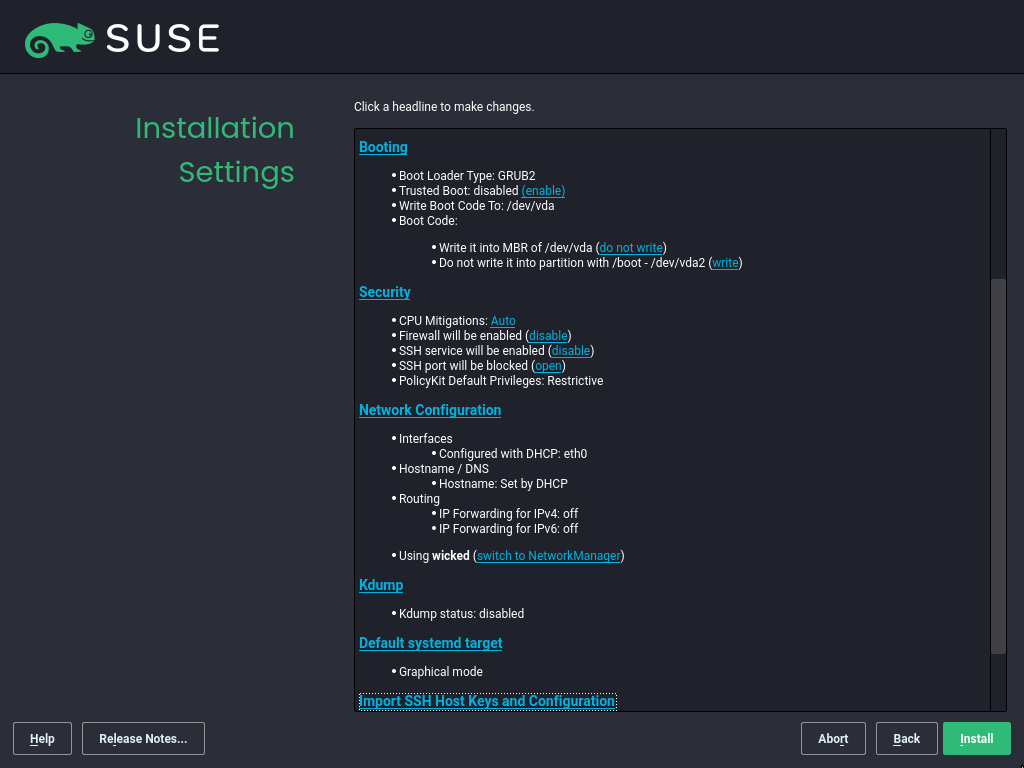 SUSE
Installation
Settings
Click a headline to make changes.
Booting
• Boot Loader Type: GRUB2
• Trusted Boot: disabled (enable)
• Write Boot Code To: /dev/vda
• Boot Code:
• Write it into MBR of /dev/vda (do not write)
• Do not write it into partition with /boot - /dev/vda2 (write)
Security
• CPU Mitigations: Auto
• Firewall will be enabled (disable)
• SSH service will be enabled (disable)
• SSH port will be blocked (open)
• PolicyKit Default Privileges: Restrictive
Network Configuration
• Interfaces
• Configured with DHCP: eth0
• Hostname / DNS
• Hostname: Set by DHCP
• Routing
• IP Forwarding for IPv4: off
• IP Forwarding for IPv6: off
• Using wicked (switch to NetworkManager)
Kdump
• Kdump status: disabled
Default systemd target
• Graphical mode
Import SSH Host Keys and Configuration
Help Release Notes... Abort Back Install